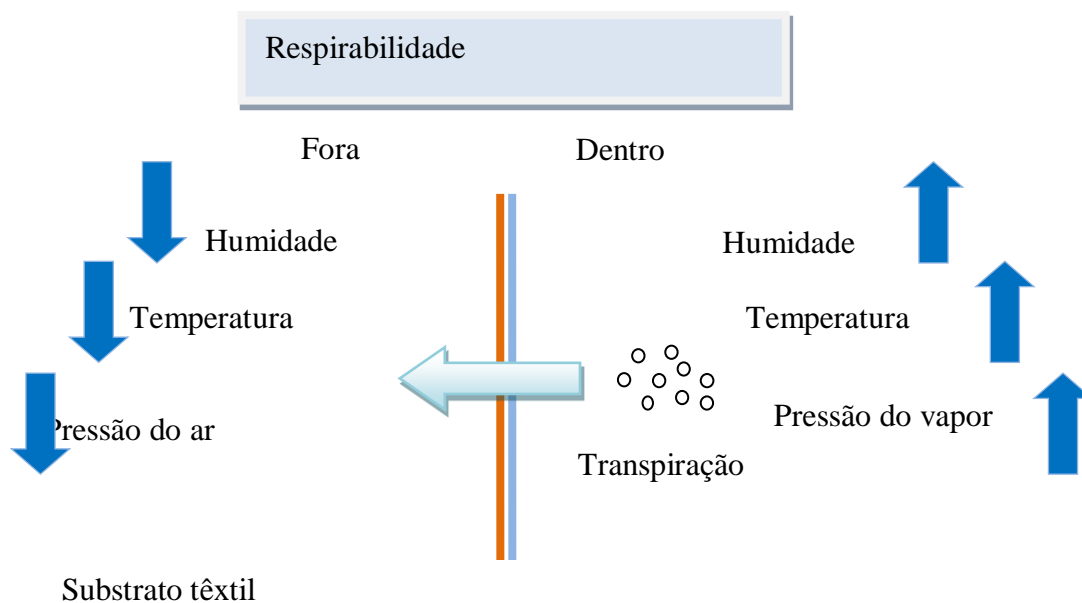 Respirabilidade
Fora
Dentro
Humidade
Humidade
Temperatura
Temperatura
Pressão do ar
Pressão do vapor
Transpiração
Substrato têxtil